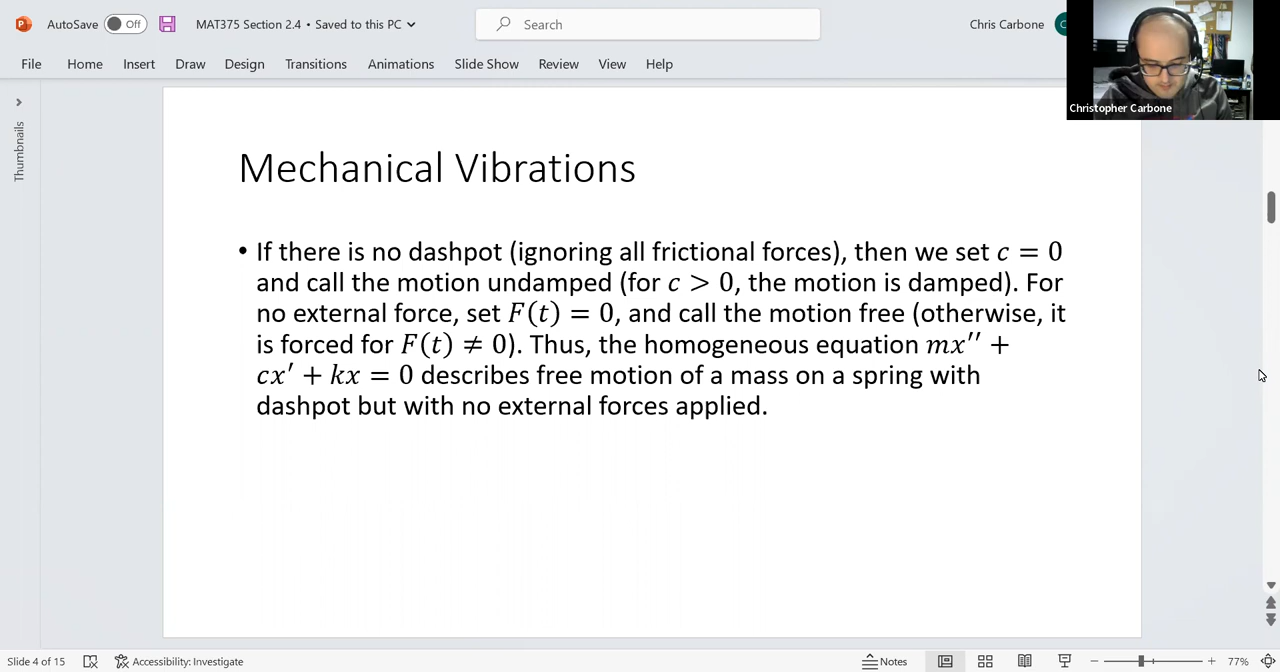 AutoSave Off MAT375 Section 2.4 • Saved to this PC Search Chris Carbone
File Home Insert Draw Design Transitions Animations Slide Show Review View Help
Christopher Carbone
Thumbnails
Mechanical Vibrations
• If there is no dashpot (ignoring all frictional forces), then we set c = 0
and call the motion undamped (for c > 0, the motion is damped). For
no external force, set F(t) = 0, and call the motion free (otherwise, it
is forced for F(t) ≠ 0). Thus, the homogeneous equation mx′′ +
cx′ + kx = 0 describes free motion of a mass on a spring with
dashpot but with no external forces applied.
Slide 4 of 15 Accessibility: Investigate Notes 77%